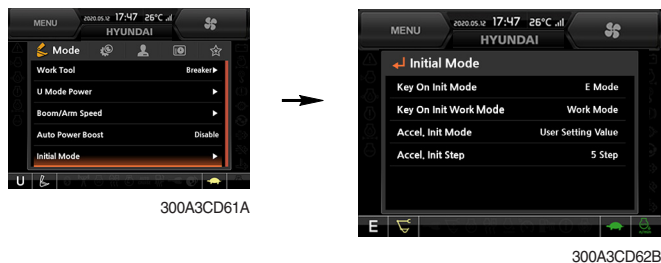 MENU
2020.05.12 17:47 26°C .ıl
HYUNDAI
Mode
Work Tool Breaker▶
U Mode Power ▶
Boom/Arm Speed ▶
Auto Power Boost Disable
Initial Mode ▶
U
300A3CD61A
MENU
2020.05.12 17:47 26°C .ıl
HYUNDAI
Initial Mode
Key On Init Mode E Mode
Key On Init Work Mode Work Mode
Accel. Init Mode User Setting Value
Accel. Init Step 5 Step
E
300A3CD62B